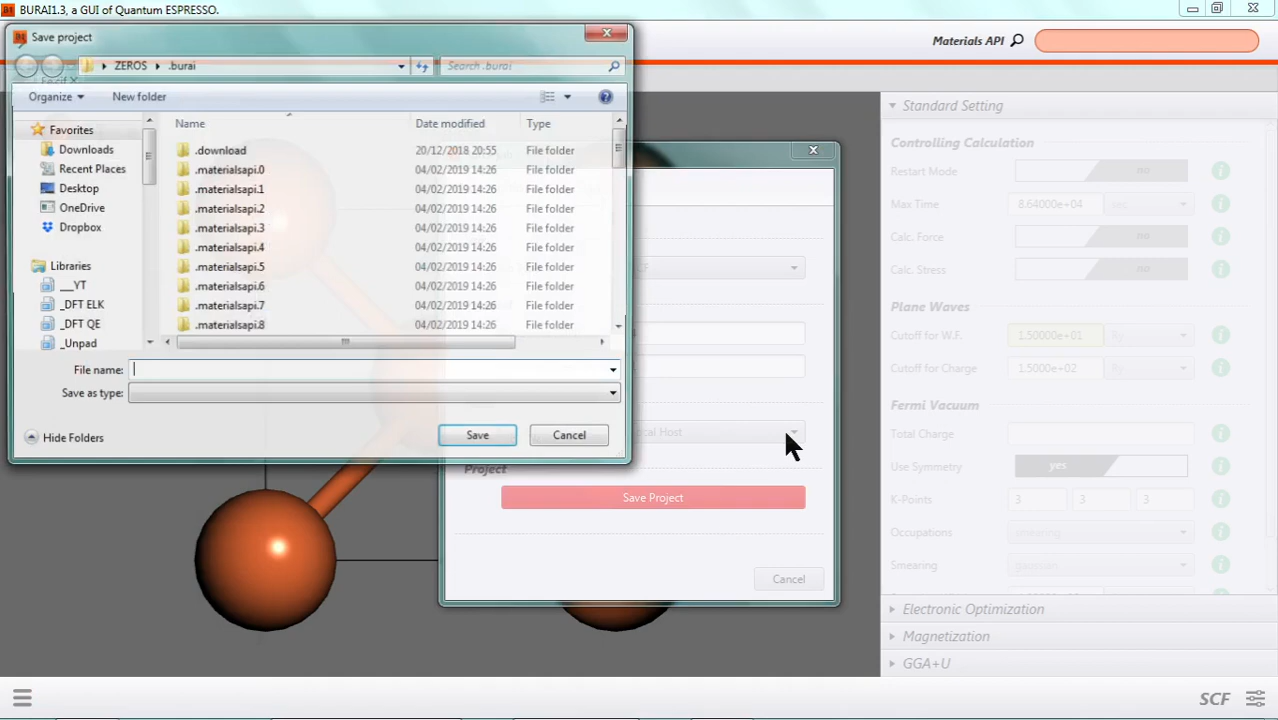 BURAI1.3, a GUI of Quantum ESPRESSO.
Materials API
Save project
ZEROS .burai
Search .burai
Organize
New folder
Favorites
Downloads
Recent Places
Desktop
OneDrive
Dropbox
Libraries
___YT
_DFT ELK
_DFT QE
_Unpad
Name Date modified Type
.download 20/12/2018 20:55 File folder
.materialsapi.0 04/02/2019 14:26 File folder
.materialsapi.1 04/02/2019 14:26 File folder
.materialsapi.2 04/02/2019 14:26 File folder
.materialsapi.3 04/02/2019 14:26 File folder
.materialsapi.4 04/02/2019 14:26 File folder
.materialsapi.5 04/02/2019 14:26 File folder
.materialsapi.6 04/02/2019 14:26 File folder
.materialsapi.7 04/02/2019 14:26 File folder
.materialsapi.8 04/02/2019 14:26 File folder
File name:
Save as type:
Hide Folders
Save
Cancel
Host
Project
Save Project
Cancel
Standard Setting
Controlling Calculation
Restart Mode no
Max Time 8.64000e+04 sec
Calc. Force no
Calc. Stress no
Plane Waves
Cutoff for W.F. 1.50000e+01 Ry
Cutoff for Charge 1.5000e+02 Ry
Fermi Vacuum
Total Charge
Use Symmetry yes
K-Points 3 3 3
Occupations smearing
Smearing gaussian
Electronic Optimization
Magnetization
GGA+U
SCF